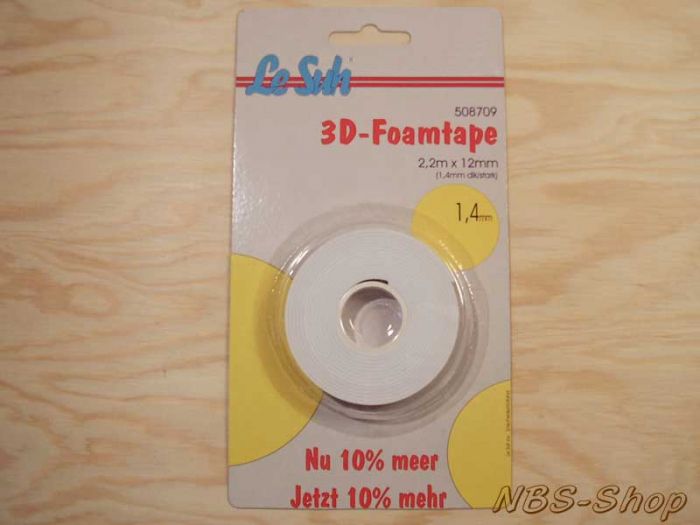 Le Suh
508709
3D-Foamtape
2,2m x 12mm
(1,4mm dik/stark)
1,4mm
Nu 10% meer
Jetzt 10% mehr
NBS-Shop